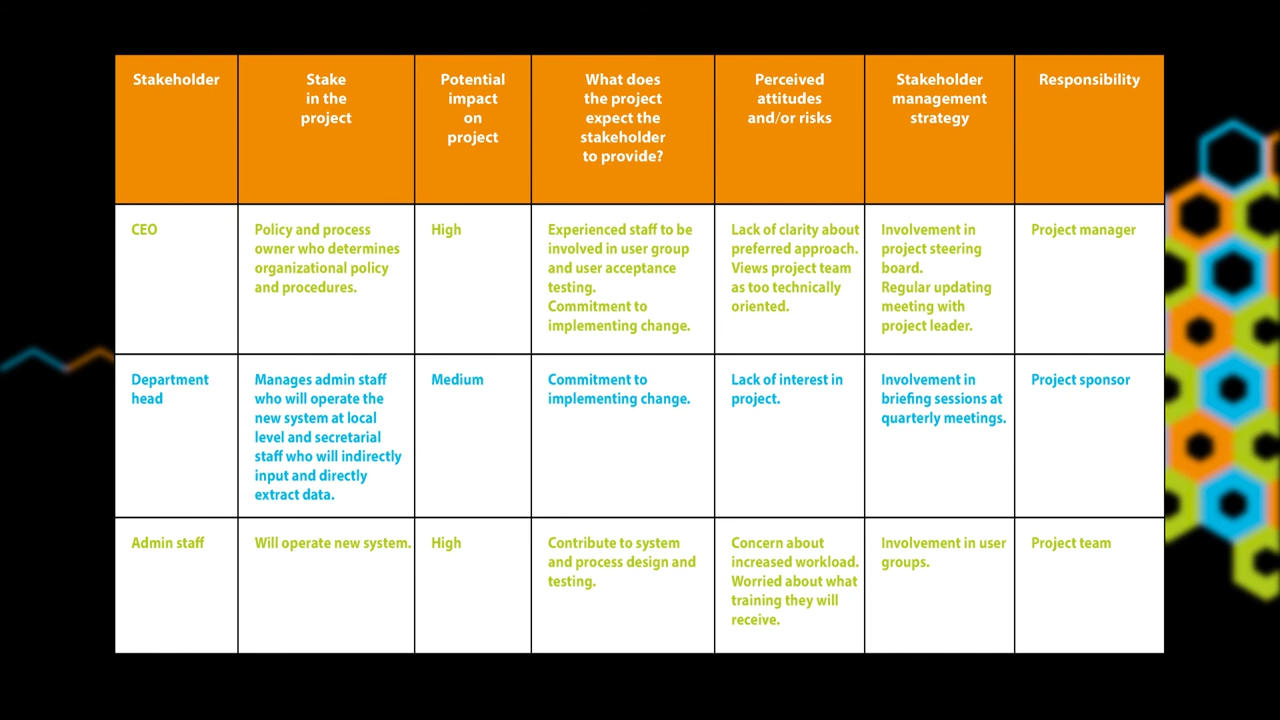 Stakeholder
Stake
in the
project
Potential
impact
on
project
What does
the project
expect the
stakeholder
to provide?
Perceived
attitudes
and/or risks
Stakeholder
management
strategy
Responsibility
CEO
Policy and process
owner who determines
organizational policy
and procedures.
High
Experienced staff to be
involved in user group
and user acceptance
testing.
Commitment to
implementing change.
Lack of clarity about
preferred approach.
Views project team
as too technically
oriented.
Involvement in
project steering
board.
Regular updating
meeting with
project leader.
Project manager
Department
head
Manages admin staff
who will operate the
new system at local
level and secretarial
staff who will indirectly
input and directly
extract data.
Medium
Commitment to
implementing change.
Lack of interest in
project.
Involvement in
briefing sessions at
quarterly meetings.
Project sponsor
Admin staff
Will operate new system.
High
Contribute to system
and process design and
testing.
Concern about
increased workload.
Worried about what
training they will
receive.
Involvement in user
groups.
Project team